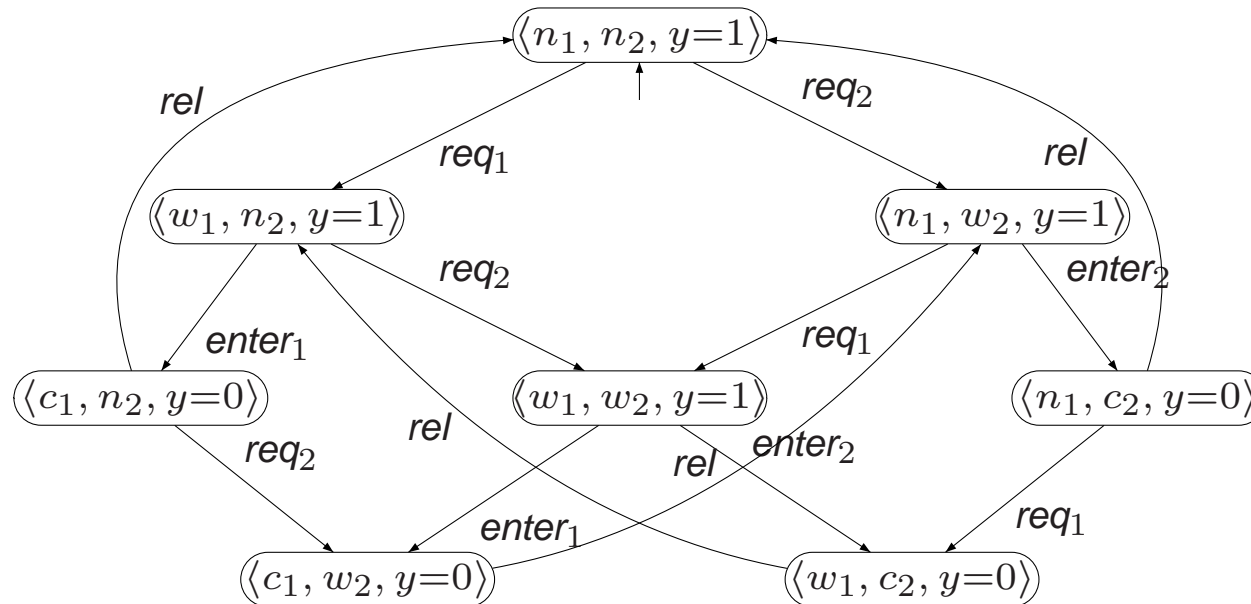 ⟨n₁, n₂, y=1⟩
rel
req₂
req₁
rel
⟨w₁, n₂, y=1⟩
⟨n₁, w₂, y=1⟩
req₂
enter₂
enter₁
req₁
⟨c₁, n₂, y=0⟩
⟨w₁, w₂, y=1⟩
⟨n₁, c₂, y=0⟩
rel
req₂
enter₂
rel
enter₁
req₁
⟨c₁, w₂, y=0⟩
⟨w₁, c₂, y=0⟩